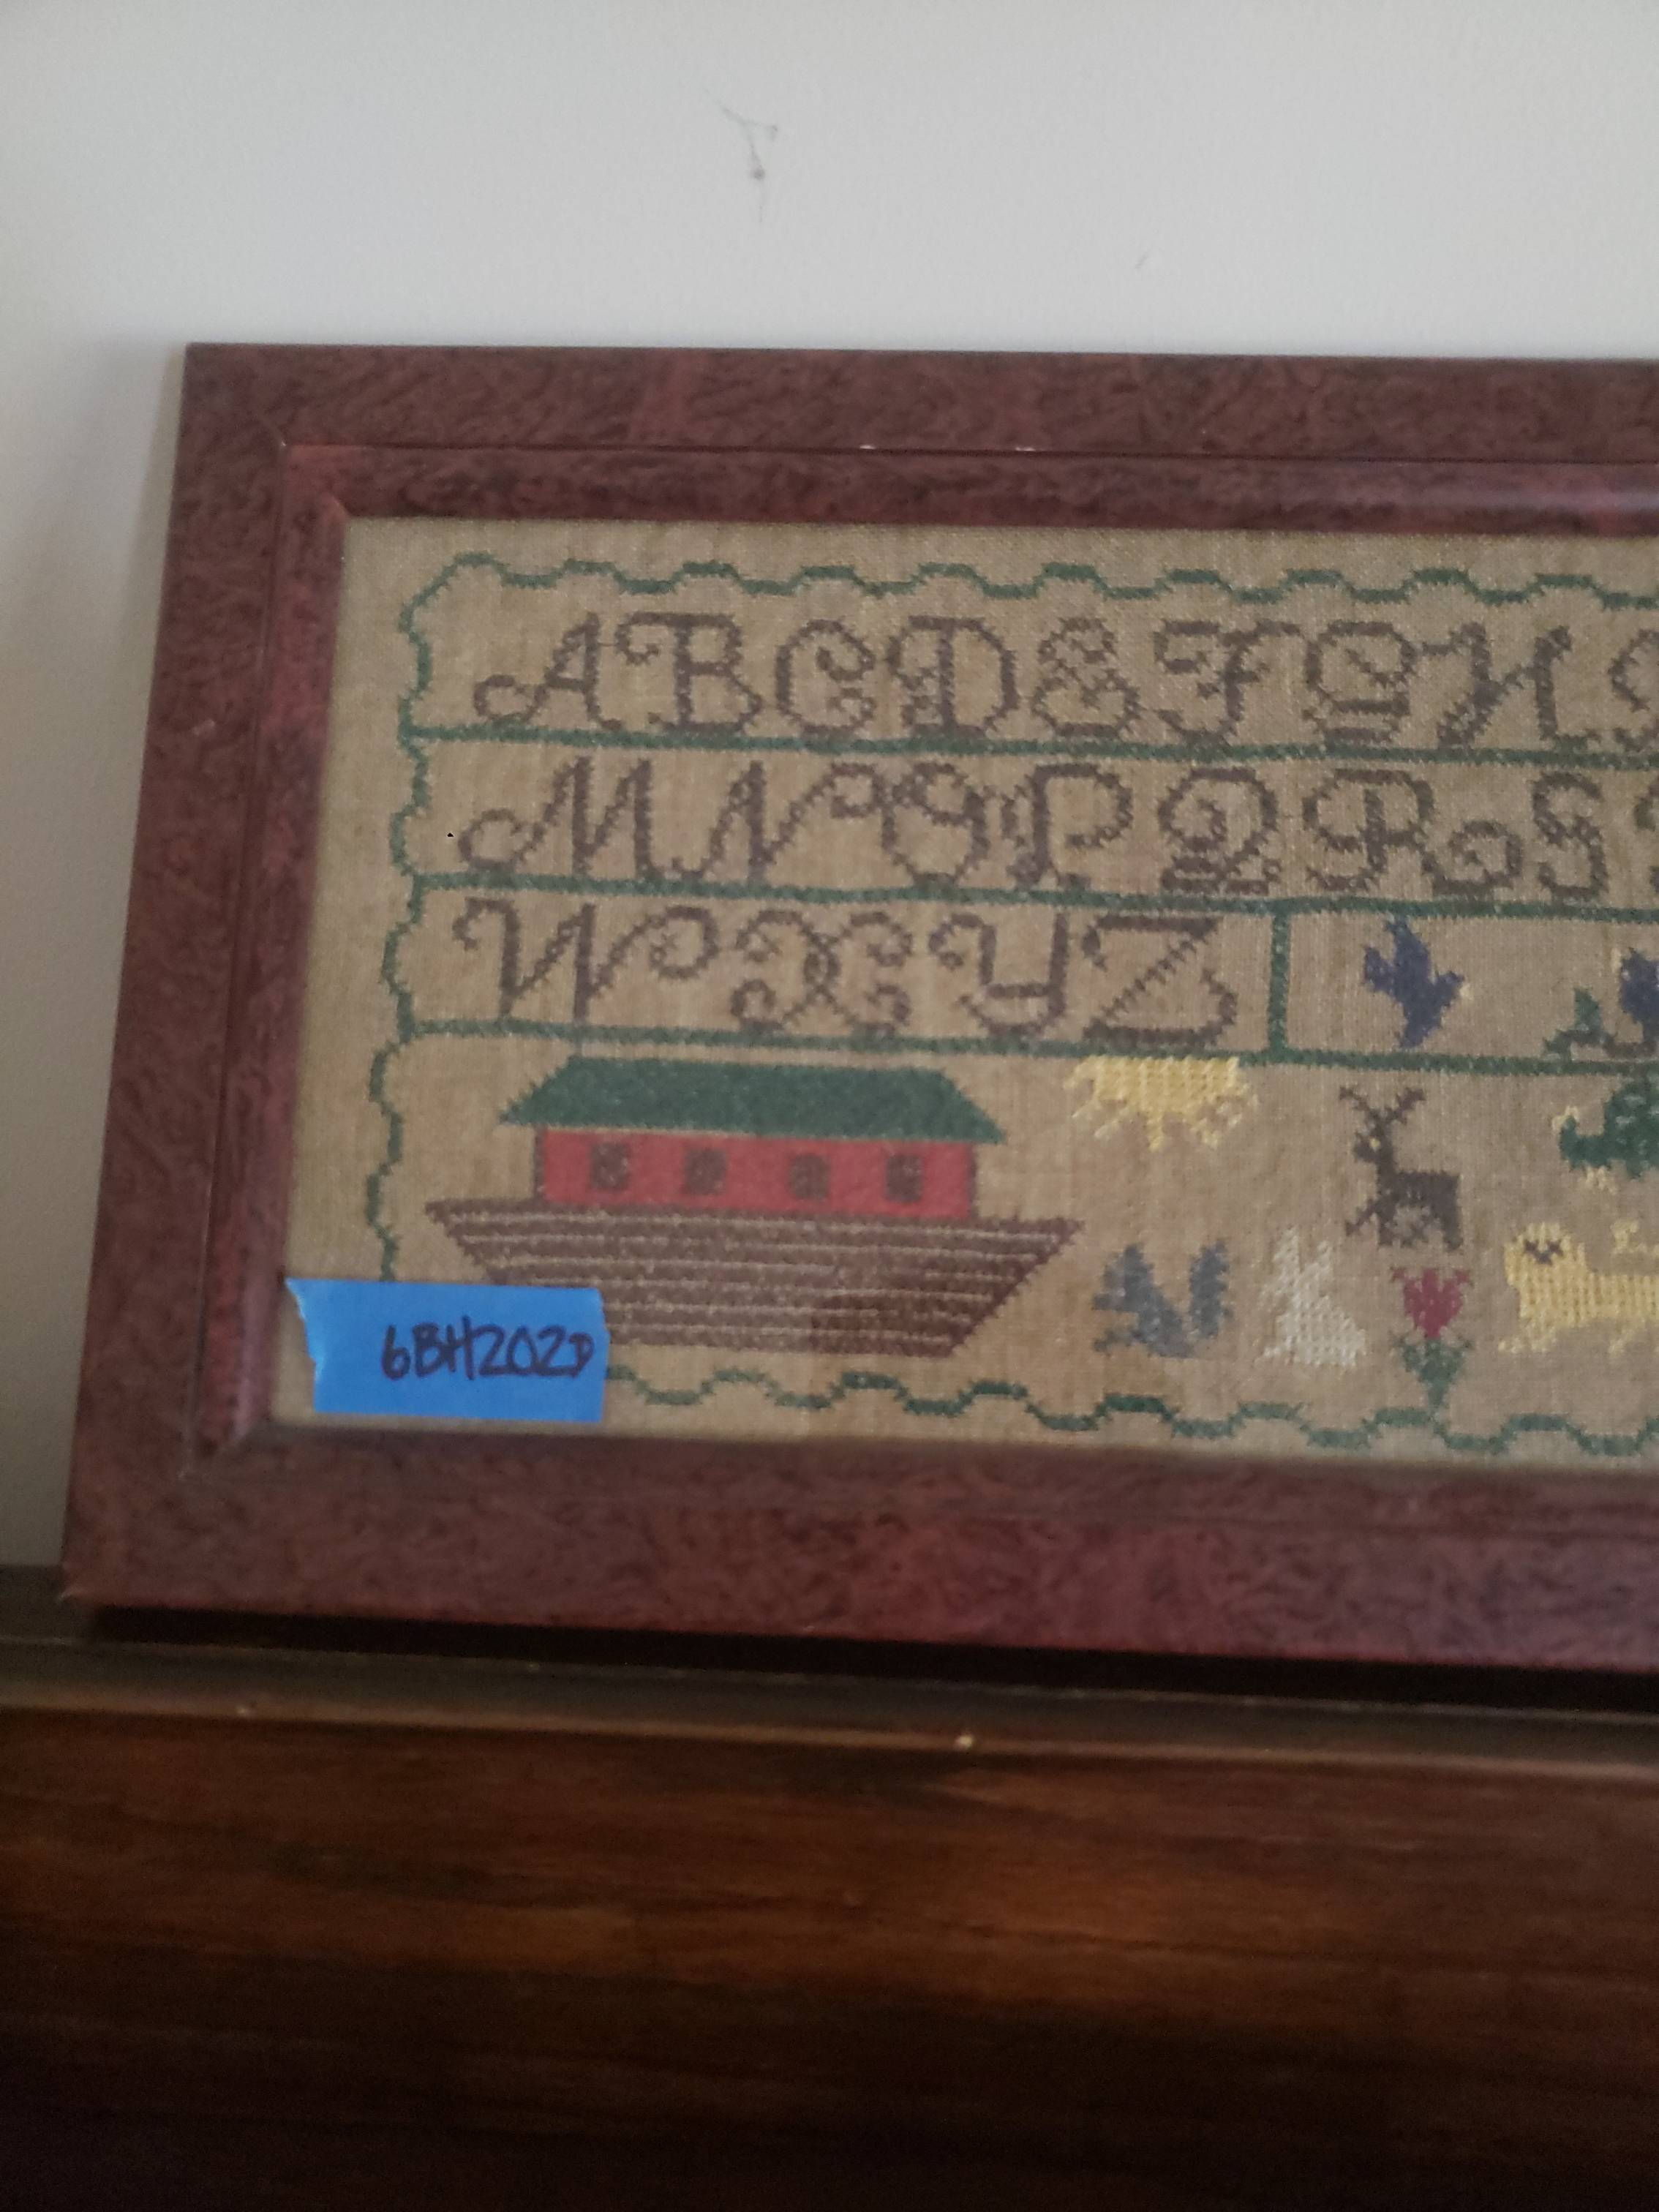 ABCDEFGH
MNOPQRS
WXYZ
6BH202D